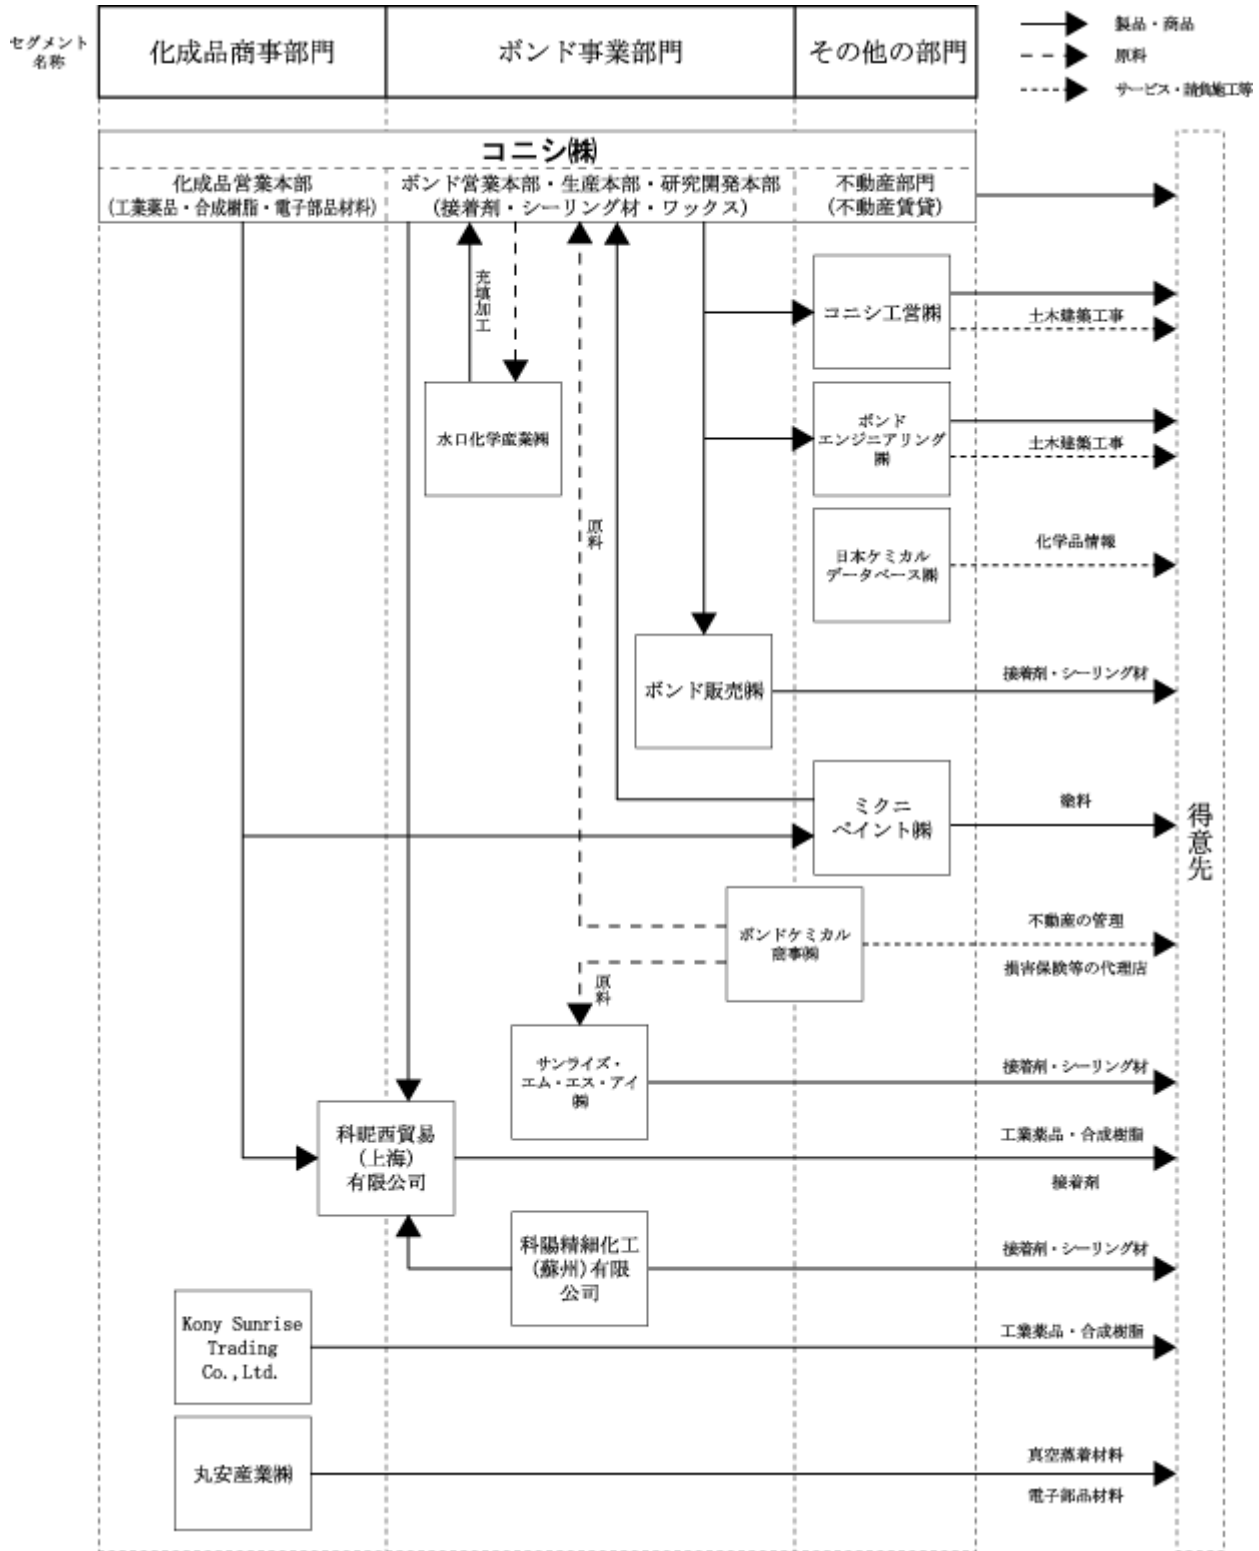 セグメント
名称
化成品商事部門
ボンド事業部門
その他の部門
製品・商品
原料
サービス・請負施工等
コニシ㈱
化成品営業本部
(工業薬品・合成樹脂・電子部品材料)
ボンド営業本部・生産本部・研究開発本部
(接着剤・シーリング材・ワックス)
不動産部門
(不動産賃貸)
充填加工
コニシ工営㈱
土木建築工事
水口化学産業㈱
ボンド
エンジニアリング
㈱
土木建築工事
原料
日本ケミカル
データベース㈱
化学品情報
ボンド販売㈱
接着剤・シーリング材
ミクニ
ペイント㈱
塗料
得意先
ボンドケミカル
商事㈱
不動産の管理
損害保険等の代理店
原料
サンライズ・
エム・エス・アイ
㈱
接着剤・シーリング材
科昵西貿易
(上海)
有限公司
工業薬品・合成樹脂
接着剤
科陽精細化工
(蘇州)有限
公司
接着剤・シーリング材
Kony Sunrise
Trading
Co.,Ltd.
工業薬品・合成樹脂
丸安産業㈱
真空蒸着材料
電子部品材料